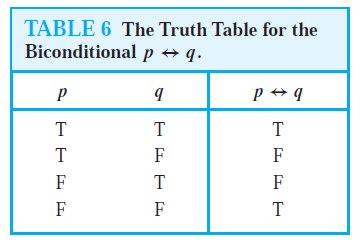 TABLE 6 The Truth Table for the
Biconditional p ↔ q.
p q p ↔ q
T T T
T F F
F T F
F F T